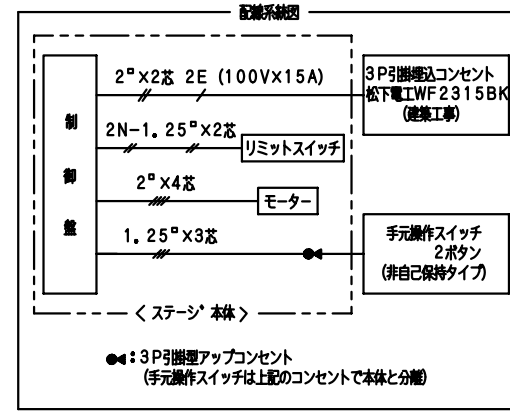 配線系統図
2□×2芯 2E (100V×15A)
3P引掛埋込コンセント
松下電工WF2315BK
(建築工事)
制御盤
2N-1.25□×2芯
リミットスイッチ
2□×4芯
モーター
1.25□×3芯
手元操作スイッチ
2ボタン
(非自己保持タイプ)
〈 ステージ本体 〉
:3P引掛型アップコンセント
(手元操作スイッチは上記のコンセントで本体と分離)